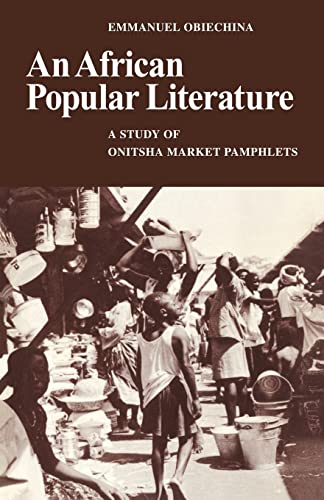 EMMANUEL OBIECHINA
An African
Popular Literature
A STUDY OF
ONITSHA MARKET PAMPHLETS